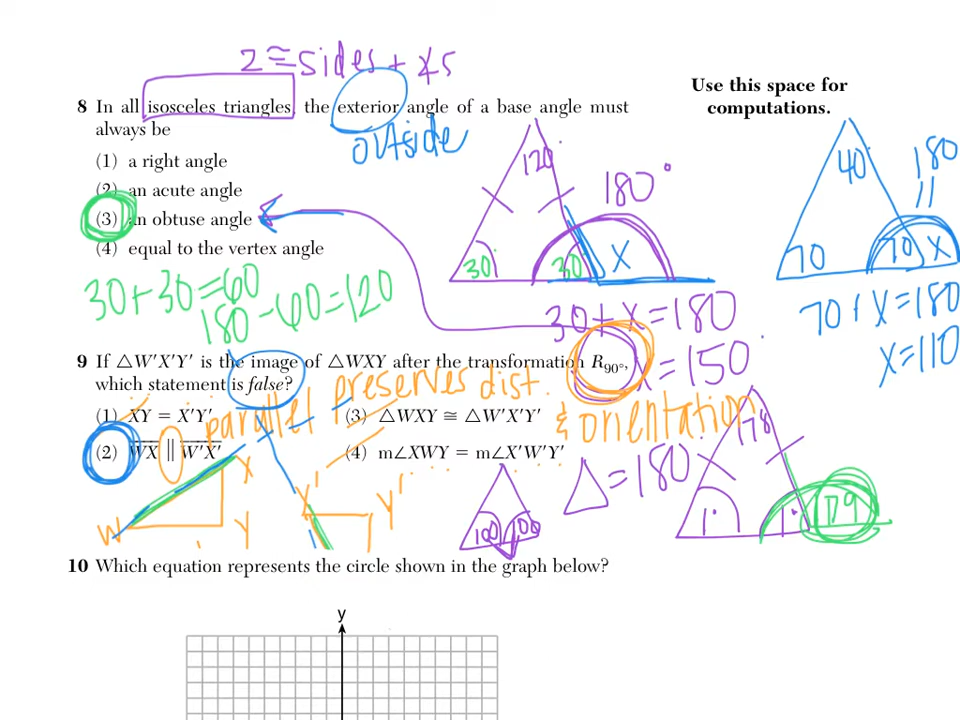 2 ≅ sides + ∡s
8 In all isosceles triangles, the exterior angle of a base angle must
always be
outside
(1) a right angle
(2) an acute angle
(3) an obtuse angle
(4) equal to the vertex angle
30+30=60
180-60=120
Use this space for
computations.
120
180°
30
30
X
30+X=180
X=150
40
180
11
70
70
X
70+X=180
X=110
9 If △W′X′Y′ is the image of △WXY after the transformation R90°,
which statement is false?
parallel preserves dist.
& orientation
(1) XY = X′Y′
(2) W̅X̅ || W̅′X̅′
(3) △WXY ≅ △W′X′Y′
(4) m∠XWY = m∠X′W′Y′
W
X
Y
X'
Y'
100
100
△=180
178
1°
1°
179
10 Which equation represents the circle shown in the graph below?
y